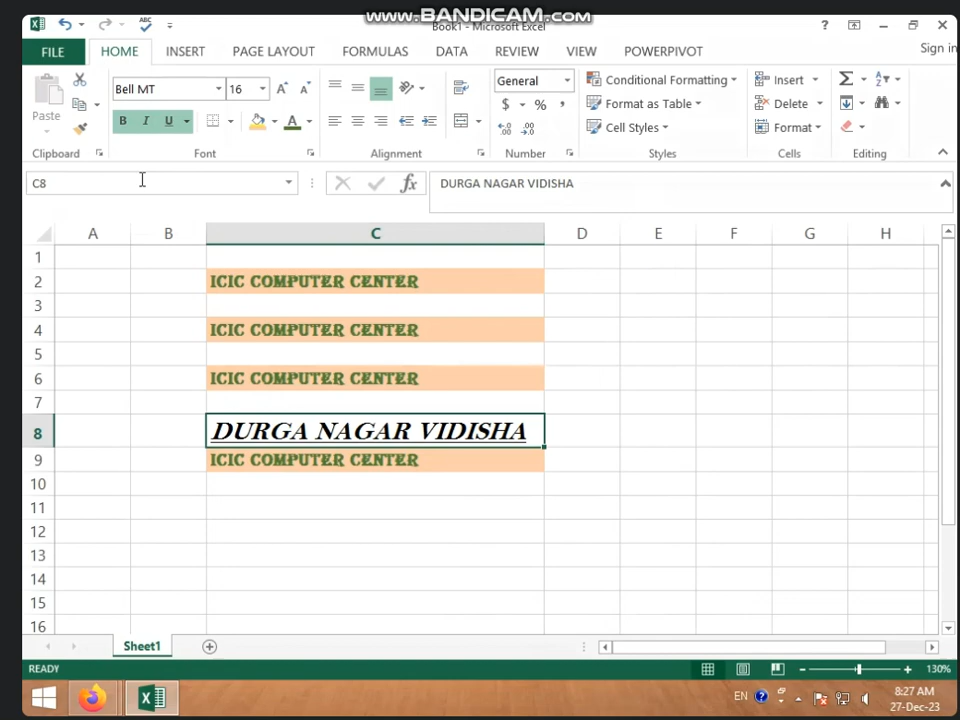 www.BANDICAM.com
Book1 - Microsoft Excel
ABC
?
FILE HOME INSERT PAGE LAYOUT FORMULAS DATA REVIEW VIEW POWERPIVOT Sign in
Paste
Bell MT 16 A A
B I U A
General
$ % ,
Conditional Formatting
Format as Table
Cell Styles
Insert
Delete
Format
Clipboard Font Alignment Number Styles Cells Editing
C8 fx DURGA NAGAR VIDISHA
A B C D E F G H
1
2 ICIC COMPUTER CENTER
3
4 ICIC COMPUTER CENTER
5
6 ICIC COMPUTER CENTER
7
8 DURGA NAGAR VIDISHA
9 ICIC COMPUTER CENTER
10
11
12
13
14
15
16
Sheet1
READY 130%
EN 8:27 AM
27-Dec-23